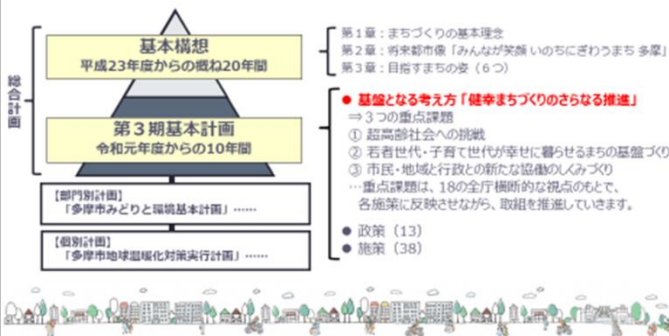 総合計画
基本構想
平成23年度からの概ね20年間
第3期基本計画
令和元年度からの10年間
【部門別計画】
「多摩市みどりと環境基本計画」……
【個別計画】
「多摩市地球温暖化対策実行計画」……
第1章：まちづくりの基本理念
第2章：将来都市像「みんなが笑顔 いのちにぎわうまち 多摩」
第3章：目指すまちの姿（6つ）
● 基盤となる考え方「健幸まちづくりのさらなる推進」
⇒3つの重点課題
① 超高齢社会への挑戦
② 若者世代・子育て世代が幸せに暮らせるまちの基盤づくり
③ 市民・地域と行政との新たな協働のしくみづくり
…重点課題は、18の全庁横断的な視点のもとで、
各施策に反映させながら、取組を推進していきます。
● 政策（13）
● 施策（38）